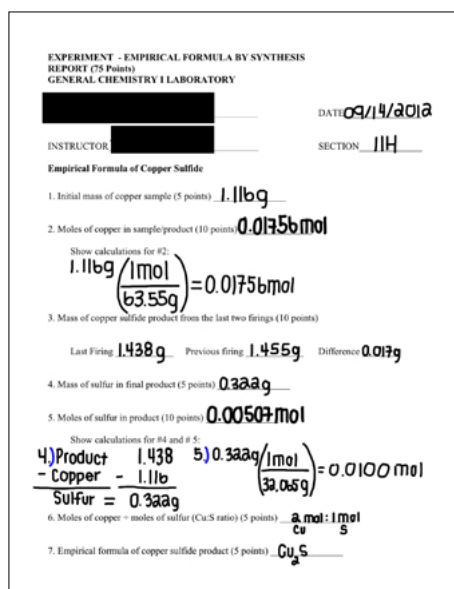 EXPERIMENT - EMPIRICAL FORMULA BY SYNTHESIS
REPORT (75 Points)
GENERAL CHEMISTRY I LABORATORY
DATE 09/14/2012
INSTRUCTOR
SECTION 11H
Empirical Formula of Copper Sulfide
1. Initial mass of copper sample (5 points) 1.116g
2. Moles of copper in sample/product (10 points) 0.01756mol
Show calculations for #2:
1.116g (1mol / 63.55g) = 0.01756mol
3. Mass of copper sulfide product from the last two firings (10 points)
Last Firing 1.438g Previous firing 1.455g Difference 0.017g
4. Mass of sulfur in final product (5 points) 0.322g
5. Moles of sulfur in product (10 points) 0.00507mol
Show calculations for #4 and # 5:
4.) Product 1.438 5.) 0.322g (1mol / 32.065g) = 0.0100 mol
- Copper - 1.116
Sulfur = 0.322g
6. Moles of copper ÷ moles of sulfur (Cu:S ratio) (5 points) 2 mol Cu : 1 mol S
7. Empirical formula of copper sulfide product (5 points) Cu₂S